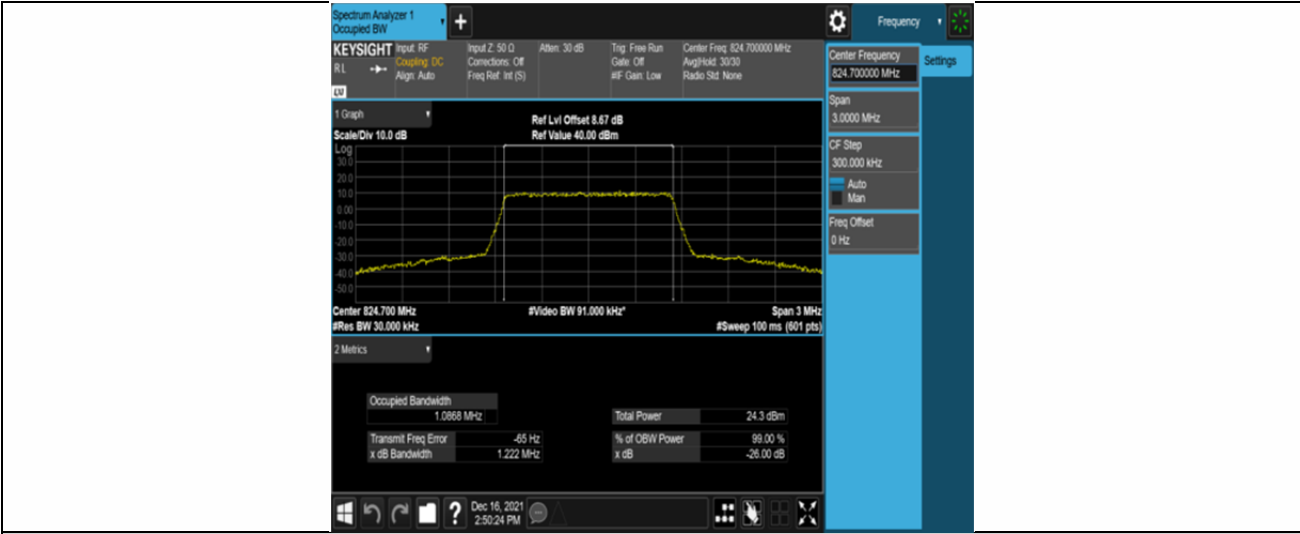 Spectrum Analyzer 1
Occupied BW
+
Frequency
KEYSIGHT
RL
LXI
Input: RF
Coupling: DC
Align: Auto
Input Z: 50 Ω
Corrections: Off
Freq Ref: Int (S)
Atten: 30 dB
Trig: Free Run
Gate: Off
#IF Gain: Low
Center Freq: 824.700000 MHz
Avg|Hold: 30/30
Radio Std: None
Center Frequency
824.700000 MHz
Settings
Span
3.0000 MHz
CF Step
300.000 kHz
Auto
Man
Freq Offset
0 Hz
1 Graph
Scale/Div 10.0 dB
Ref Lvl Offset 8.67 dB
Ref Value 40.00 dBm
Log
30.0
20.0
10.0
0.00
-10.0
-20.0
-30.0
-40.0
-50.0
Center 824.700 MHz
#Video BW 91.000 kHz*
Span 3 MHz
#Res BW 30.000 kHz
#Sweep 100 ms (601 pts)
2 Metrics
Occupied Bandwidth
1.0868 MHz
Total Power 24.3 dBm
Transmit Freq Error -65 Hz
% of OBW Power 99.00 %
x dB Bandwidth 1.222 MHz
x dB -26.00 dB
?
Dec 16, 2021
2:50:24 PM